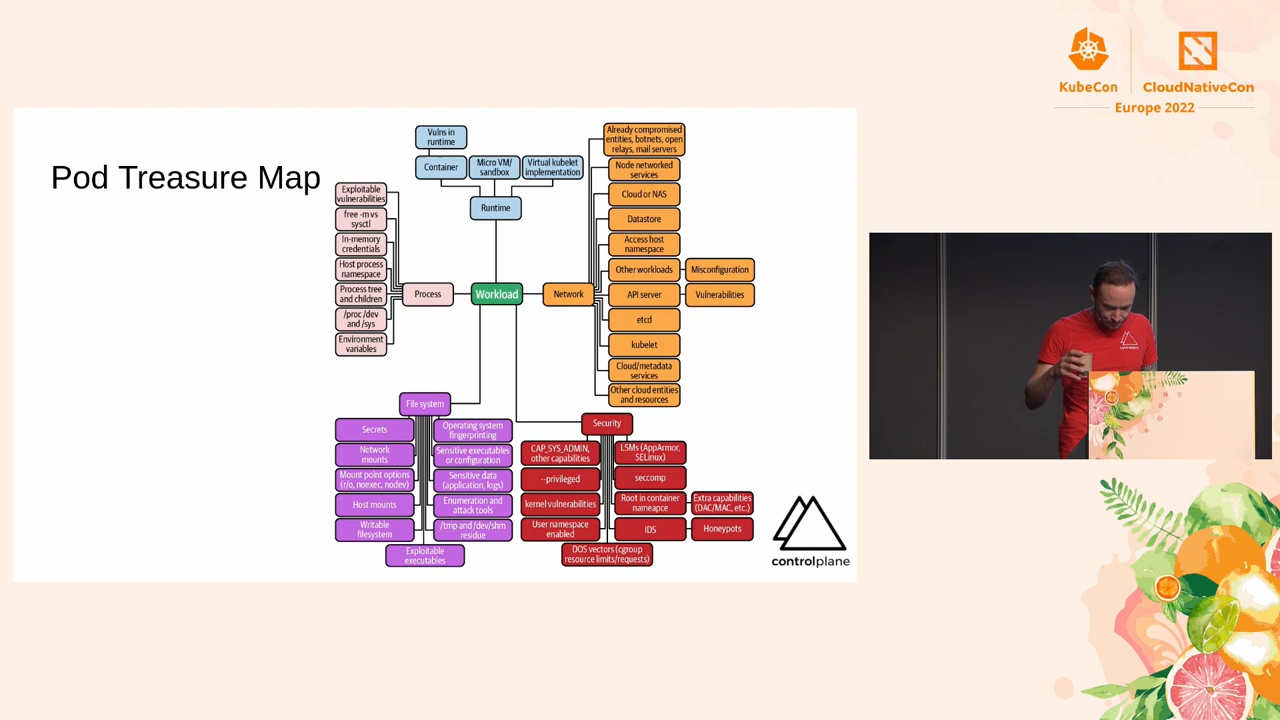 KubeCon
CloudNativeCon
Europe 2022
Pod Treasure Map
Vulns in
runtime
Container
Micro VM/
sandbox
Virtual kubelet
implementation
Runtime
Exploitable
vulnerabilities
free -m vs
sysctl
In-memory
credentials
Host process
namespace
Process tree
and children
/proc /dev
and /sys
Environment
variables
Process
Workload
Network
Already compromised
entities, botnets, open
relays, mail servers
Node networked
services
Cloud or NAS
Datastore
Access host
namespace
Other workloads
Misconfiguration
API server
Vulnerabilities
etcd
kubelet
Cloud/metadata
services
Other cloud entities
and resources
File system
Secrets
Network
mounts
Mount point options
(r/o, noexec, nodev)
Host mounts
Writable
filesystem
Operating system
fingerprinting
Sensitive executables
or configuration
Sensitive data
(application, logs)
Enumeration and
attack tools
/tmp and /dev/shm
residue
Exploitable
executables
Security
CAP_SYS_ADMIN,
other capabilities
--privileged
kernel vulnerabilities
User namespace
enabled
LSMs (AppArmor,
SELinux)
seccomp
Root in container
nameapce
Extra capabilities
(DAC/MAC, etc.)
IDS
Honeypots
DOS vectors (cgroup
resource limits/requests)
controlplane
controlplane